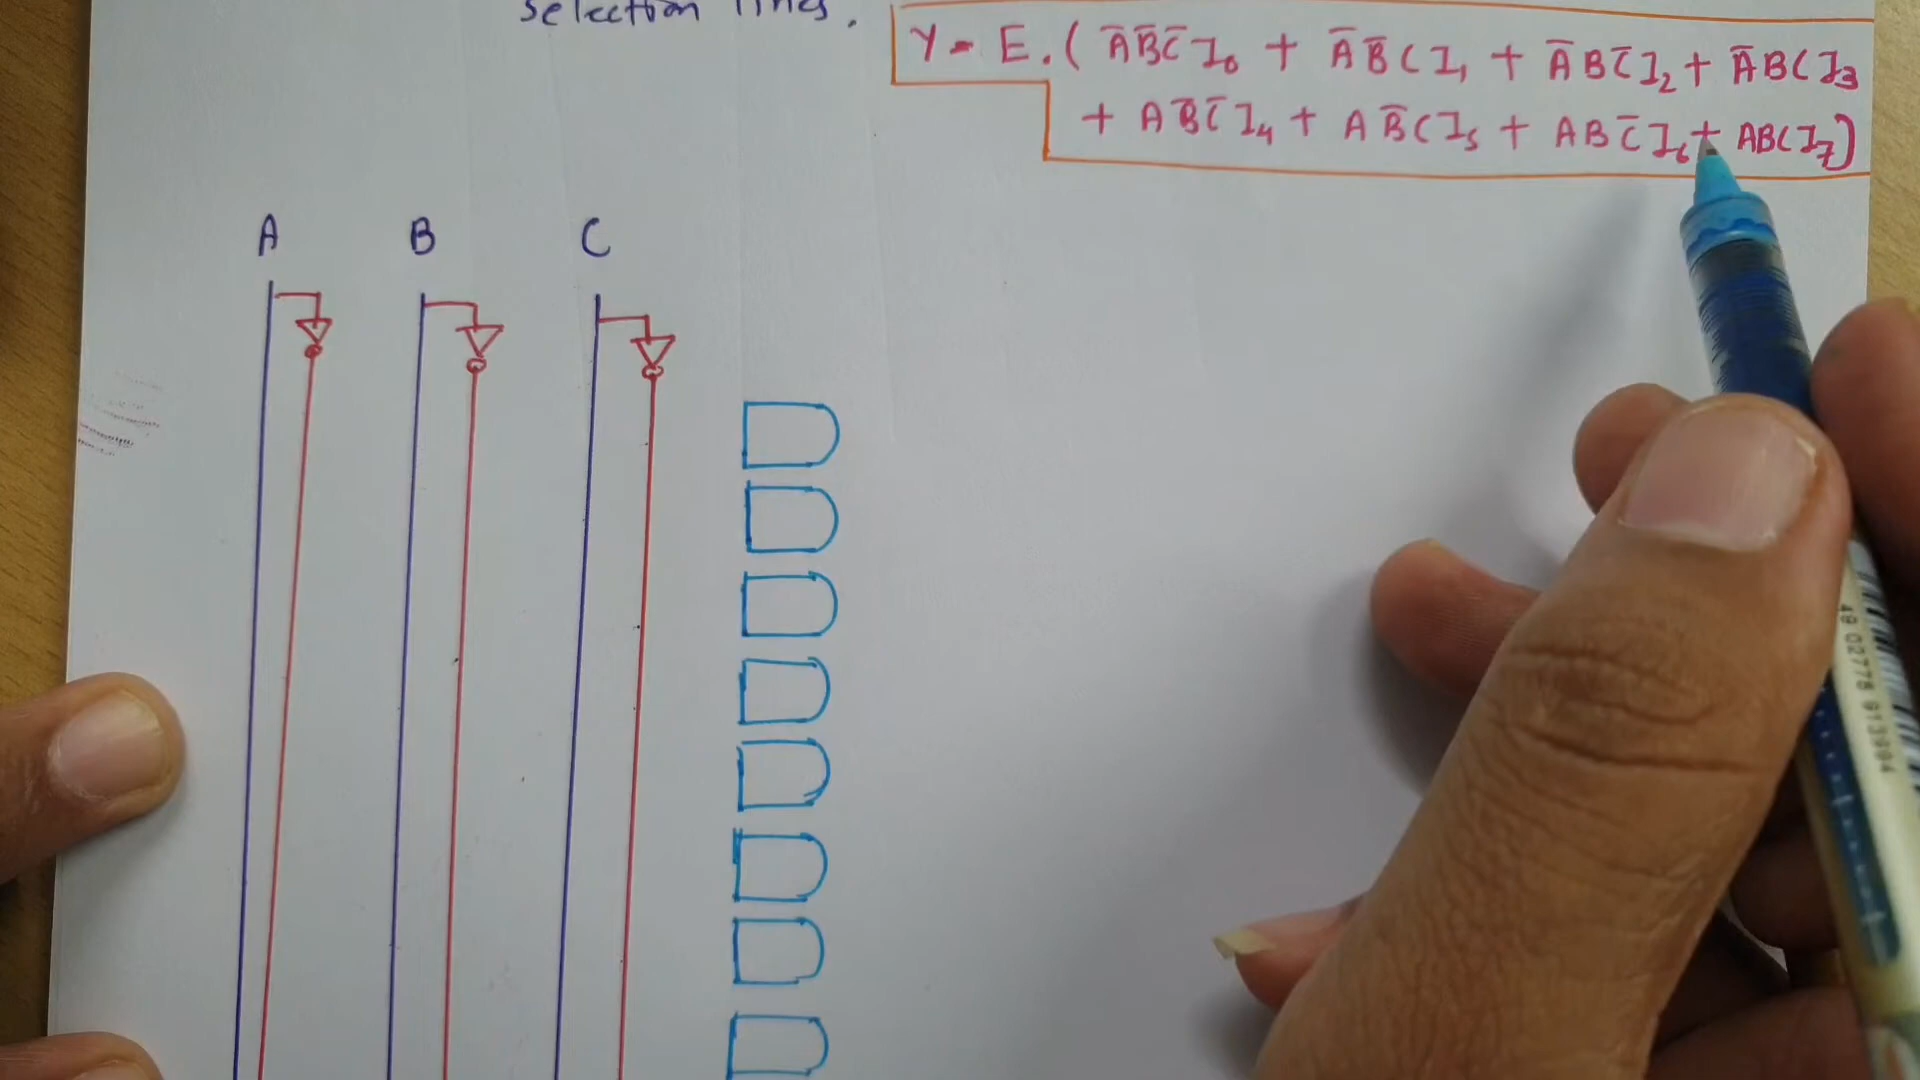 selection lines.
Y = E.( A̅B̅C̅I₀ + A̅B̅CI₁ + A̅BC̅I₂ + A̅BCI₃
+ AB̅C̅I₄ + AB̅CI₅ + ABC̅I₆ + ABCI₇)
A B C